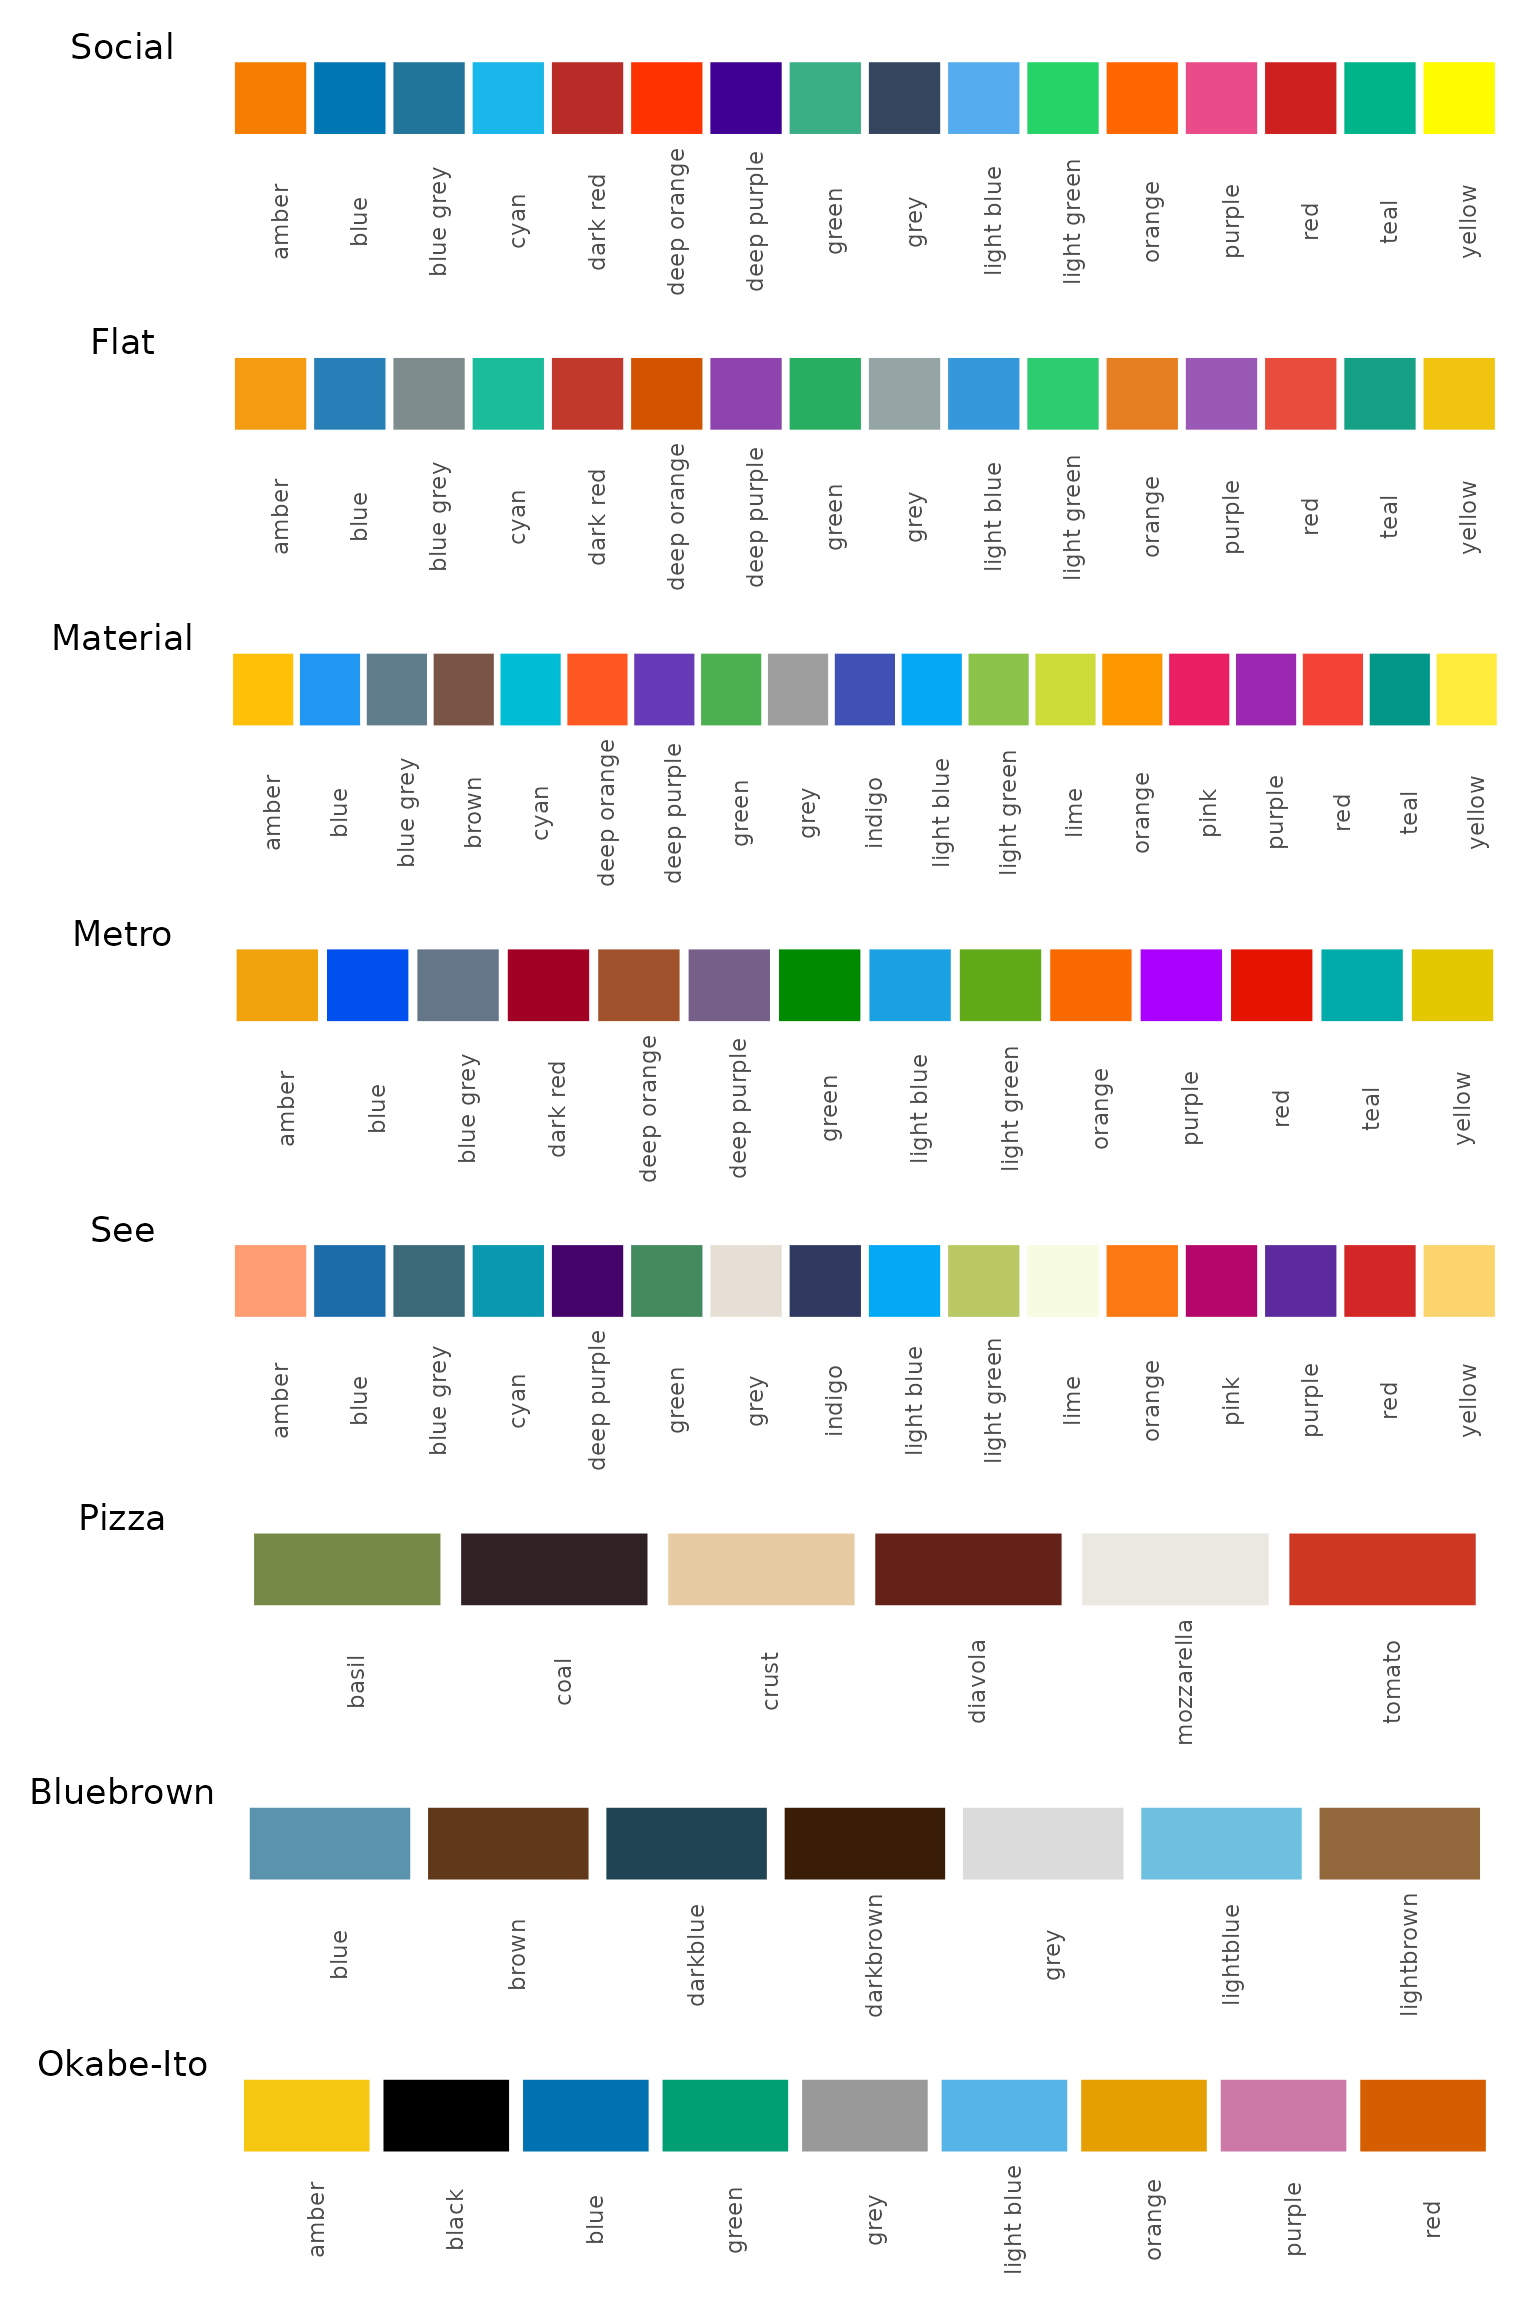 Social
amber blue blue grey cyan dark red deep orange deep purple green grey light blue light green orange purple red teal yellow
Flat
amber blue blue grey cyan dark red deep orange deep purple green grey light blue light green orange purple red teal yellow
Material
amber blue blue grey brown cyan deep orange deep purple green grey indigo light blue light green lime orange pink purple red teal yellow
Metro
amber blue blue grey dark red deep orange deep purple green light blue light green orange purple red teal yellow
See
amber blue blue grey cyan deep purple green grey indigo light blue light green lime orange pink purple red yellow
Pizza
basil coal crust diavola mozzarella tomato
Bluebrown
blue brown darkblue darkbrown grey lightblue lightbrown
Okabe-Ito
amber black blue green grey light blue orange purple red